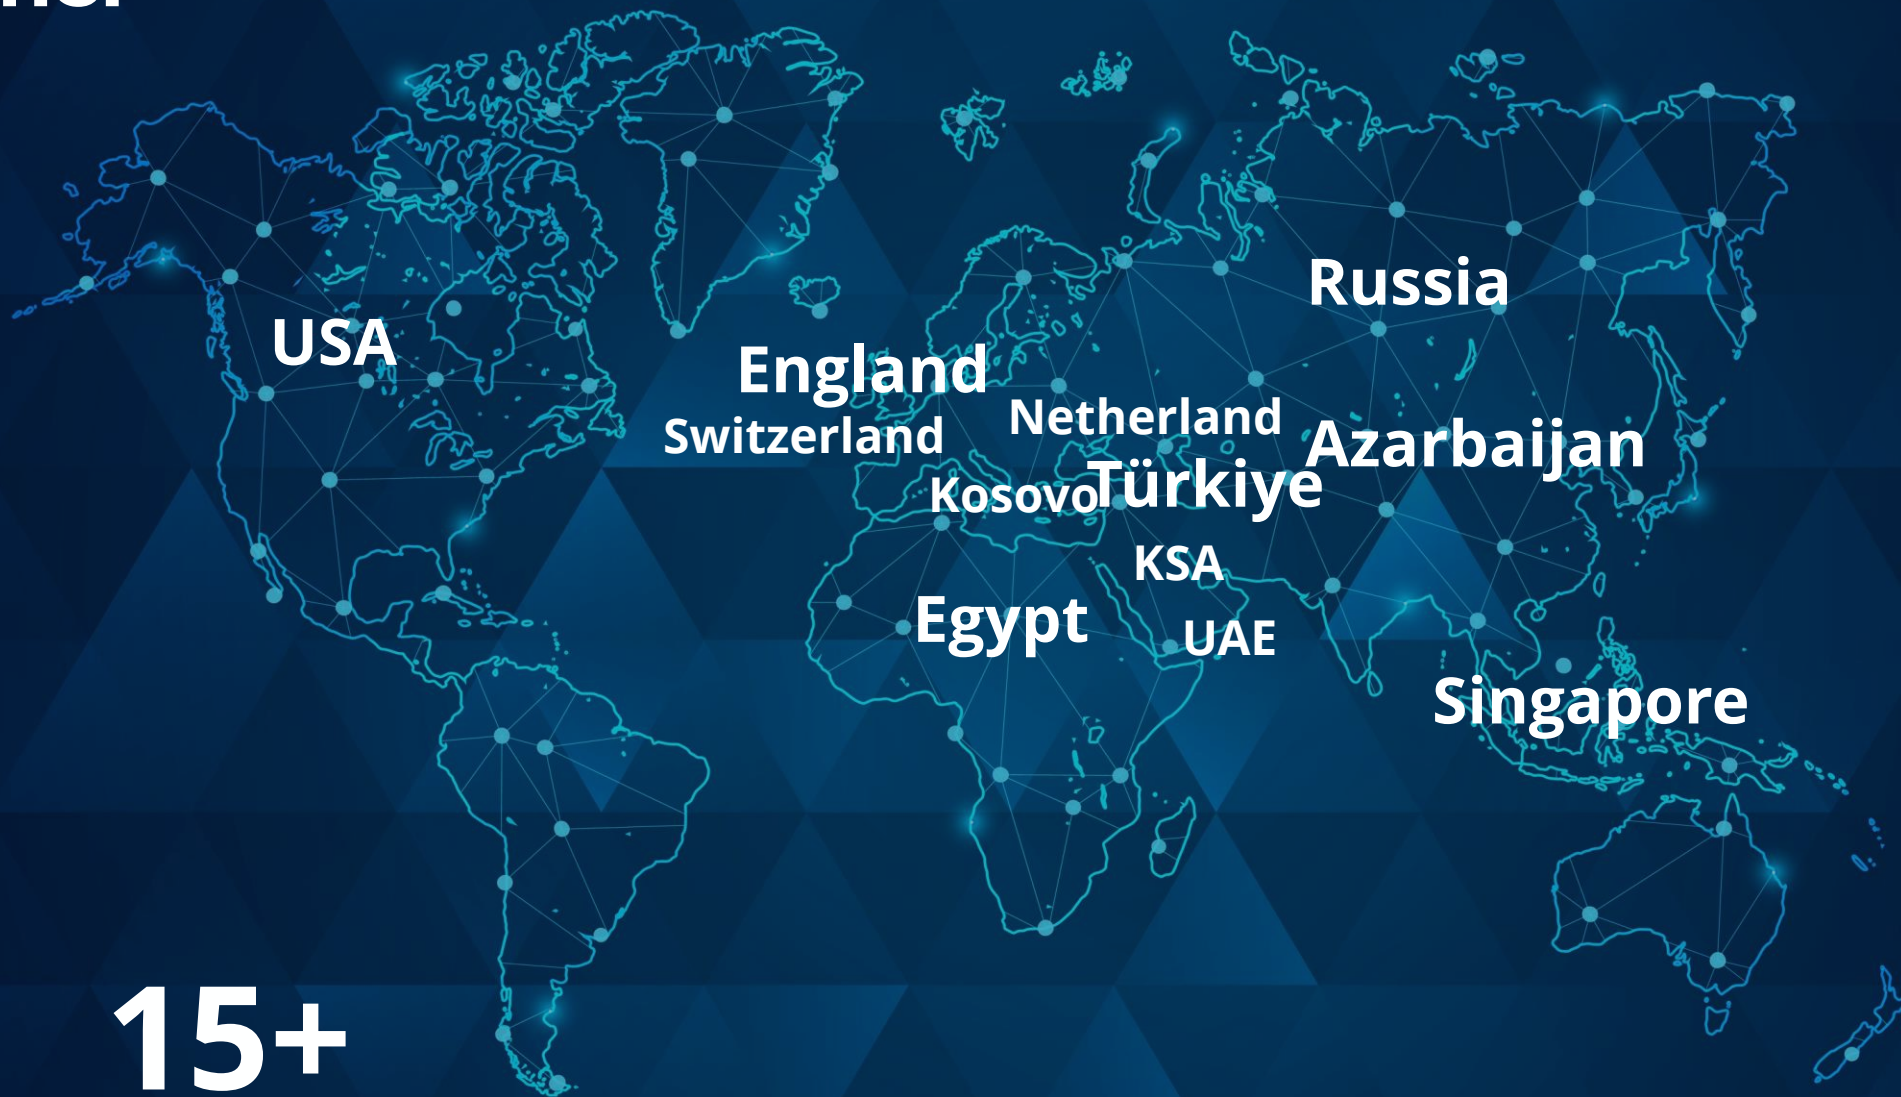 Russia
USA
England
Netherland
Switzerland
Azarbaijan
Türkiye
Kosovo
KSA
Egypt
UAE
Singapore
15+